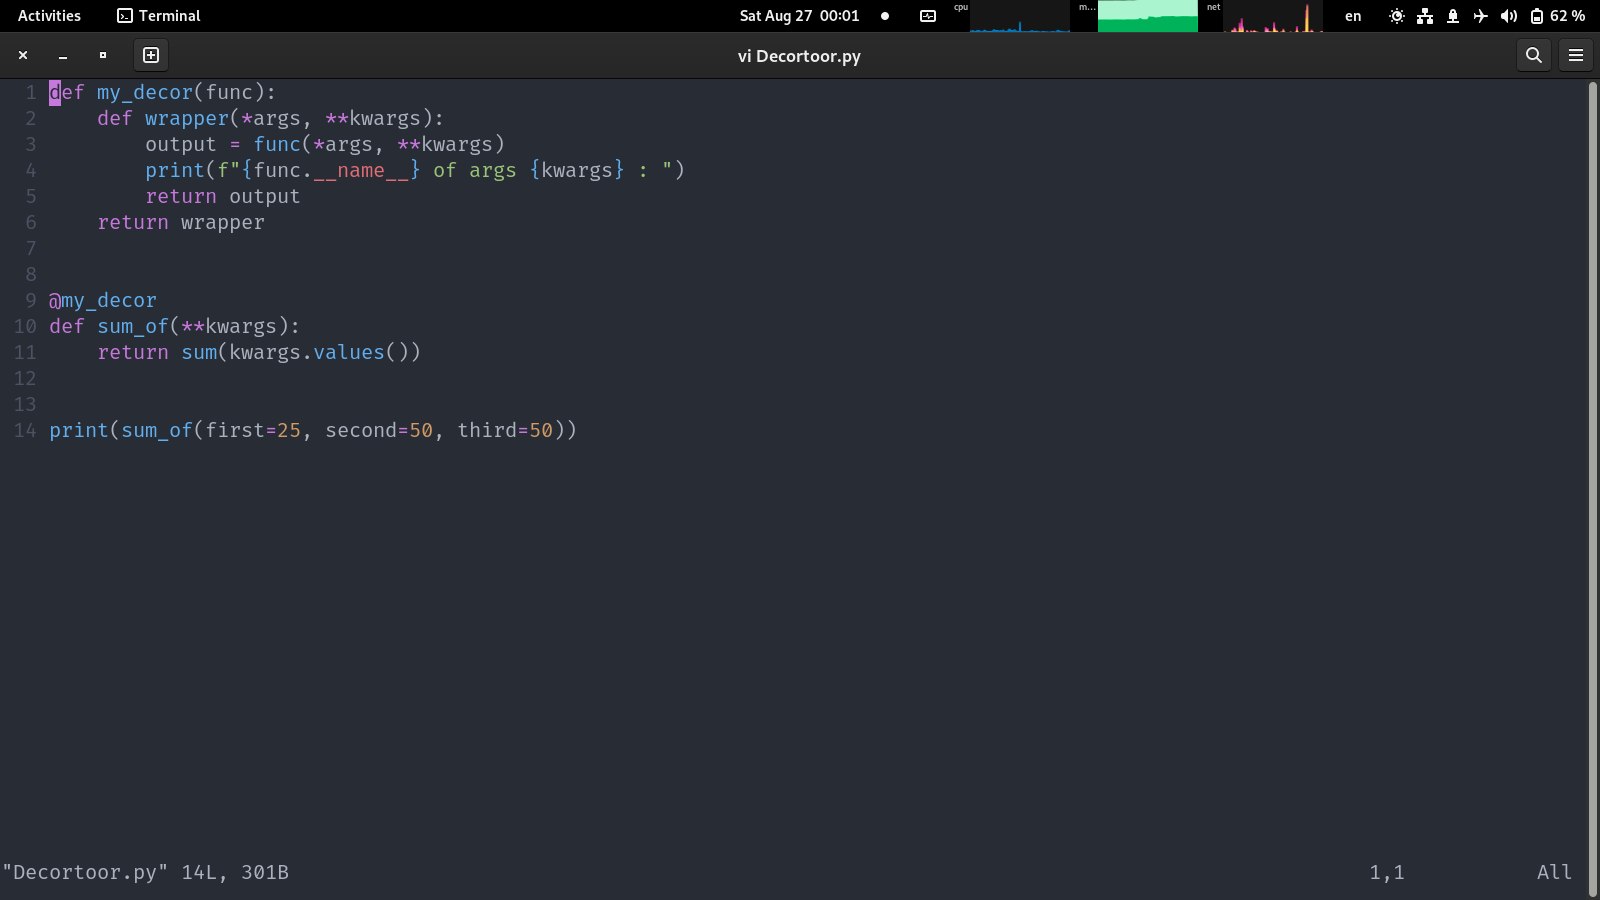 Activities Terminal Sat Aug 27 00:01 cpu m... net en 62 %
vi Decortoor.py
1 def my_decor(func):
2     def wrapper(*args, **kwargs):
3         output = func(*args, **kwargs)
4         print(f"{func.__name__} of args {kwargs} : ")
5         return output
6     return wrapper
7
8
9 @my_decor
10 def sum_of(**kwargs):
11     return sum(kwargs.values())
12
13
14 print(sum_of(first=25, second=50, third=50))
"Decortoor.py" 14L, 301B 1,1 All